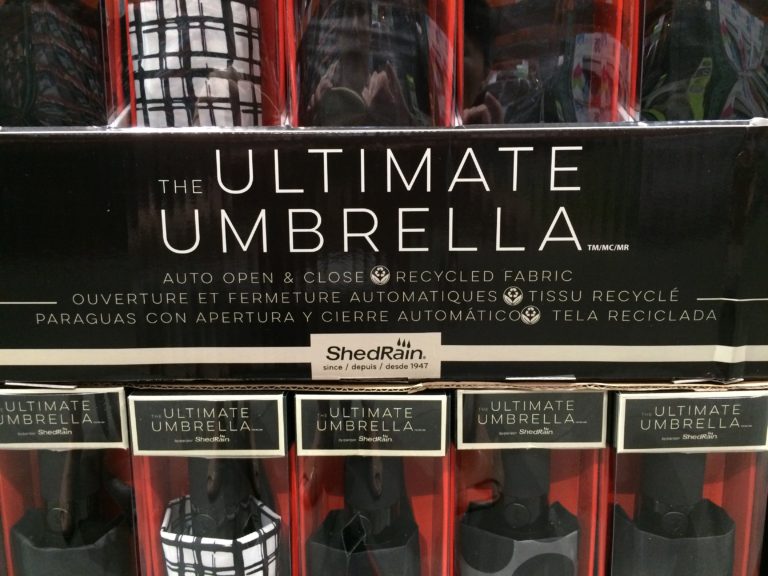 THE ULTIMATE
UMBRELLA TM/MC/MR
AUTO OPEN & CLOSE RECYCLED FABRIC
OUVERTURE ET FERMETURE AUTOMATIQUES TISSU RECYCLÉ
PARAGUAS CON APERTURA Y CIERRE AUTOMÁTICO TELA RECICLADA
ShedRain®
since / depuis / desde 1947
THE ULTIMATE
UMBRELLA
ShedRain
THE ULTIMATE
UMBRELLA
ShedRain
THE ULTIMATE
UMBRELLA
ShedRain
THE ULTIMATE
UMBRELLA
ShedRain
THE ULTIMATE
UMBRELLA
ShedRain